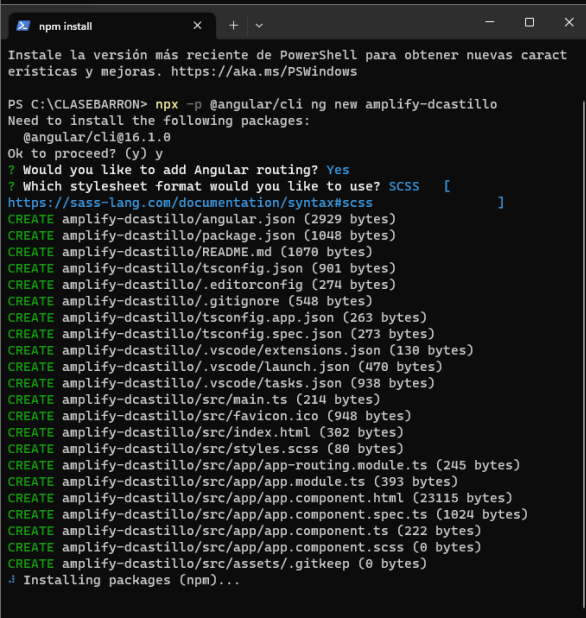 npm install
Instale la versión más reciente de PowerShell para obtener nuevas caract
erísticas y mejoras. https://aka.ms/PSWindows
PS C:\CLASEBARRON> npx -p @angular/cli ng new amplify-dcastillo
Need to install the following packages:
  @angular/cli@16.1.0
Ok to proceed? (y) y
? Would you like to add Angular routing? Yes
? Which stylesheet format would you like to use? SCSS   [
https://sass-lang.com/documentation/syntax#scss                ]
CREATE amplify-dcastillo/angular.json (2929 bytes)
CREATE amplify-dcastillo/package.json (1048 bytes)
CREATE amplify-dcastillo/README.md (1070 bytes)
CREATE amplify-dcastillo/tsconfig.json (901 bytes)
CREATE amplify-dcastillo/.editorconfig (274 bytes)
CREATE amplify-dcastillo/.gitignore (548 bytes)
CREATE amplify-dcastillo/tsconfig.app.json (263 bytes)
CREATE amplify-dcastillo/tsconfig.spec.json (273 bytes)
CREATE amplify-dcastillo/.vscode/extensions.json (130 bytes)
CREATE amplify-dcastillo/.vscode/launch.json (470 bytes)
CREATE amplify-dcastillo/.vscode/tasks.json (938 bytes)
CREATE amplify-dcastillo/src/main.ts (214 bytes)
CREATE amplify-dcastillo/src/favicon.ico (948 bytes)
CREATE amplify-dcastillo/src/index.html (302 bytes)
CREATE amplify-dcastillo/src/styles.scss (80 bytes)
CREATE amplify-dcastillo/src/app/app-routing.module.ts (245 bytes)
CREATE amplify-dcastillo/src/app/app.module.ts (393 bytes)
CREATE amplify-dcastillo/src/app/app.component.html (23115 bytes)
CREATE amplify-dcastillo/src/app/app.component.spec.ts (1024 bytes)
CREATE amplify-dcastillo/src/app/app.component.ts (222 bytes)
CREATE amplify-dcastillo/src/app/app.component.scss (0 bytes)
CREATE amplify-dcastillo/src/assets/.gitkeep (0 bytes)
Installing packages (npm)...